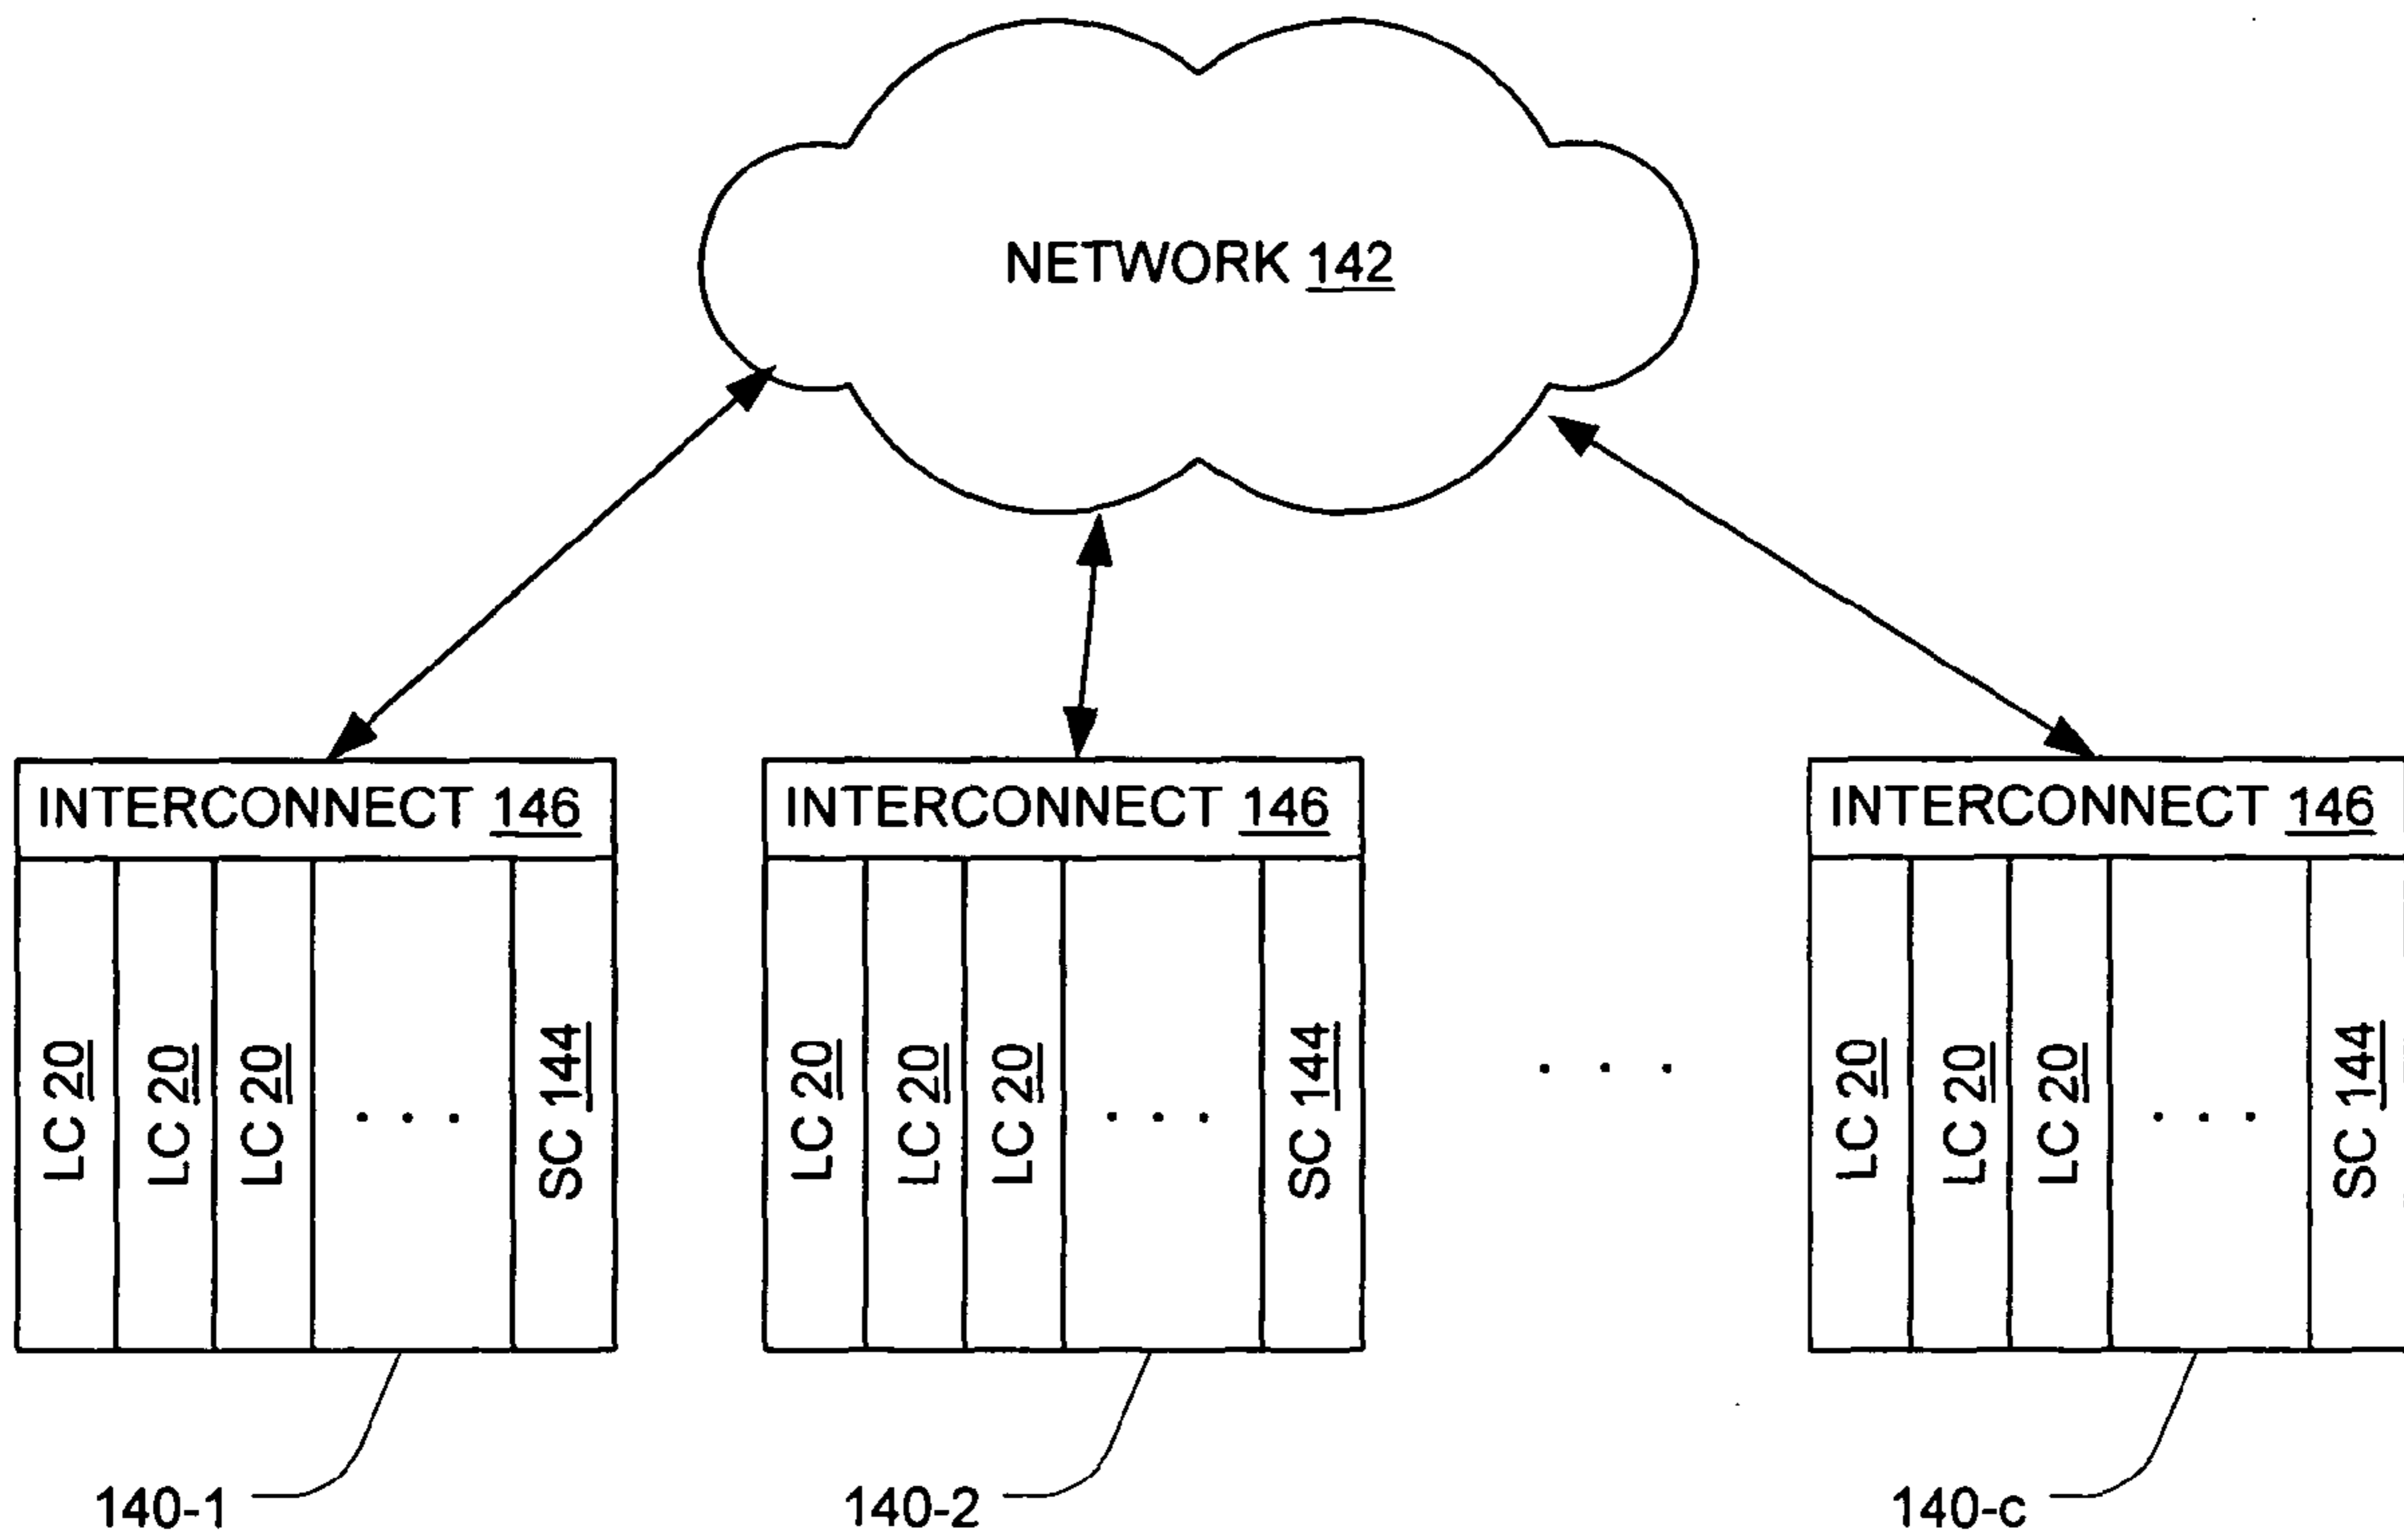 NETWORK 142
INTERCONNECT 146
INTERCONNECT 146
INTERCONNECT 146
LC 20
LC 20
LC 20
. . .
SC 144
LC 20
LC 20
LC 20
. . .
SC 144
. . .
LC 20
LC 20
LC 20
. . .
SC 144
140-1
140-2
140-c